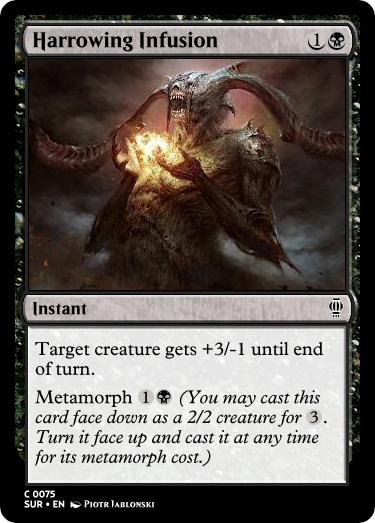 Harrowing Infusion 1
Instant
Target creature gets +3/-1 until end
of turn.
Metamorph 1 (You may cast this
card face down as a 2/2 creature for 3.
Turn it face up and cast it at any time
for its metamorph cost.)
C 0075
SUR • EN Piotr Jablonski